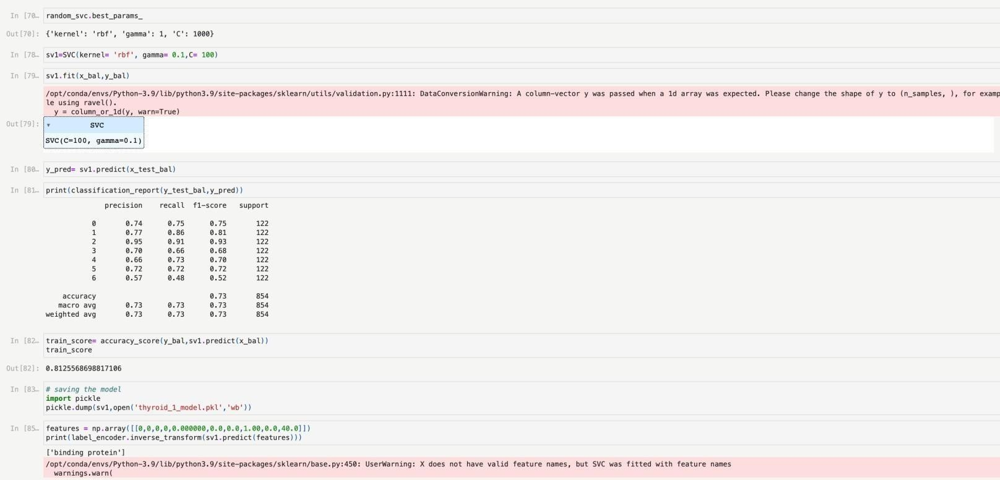 In [70… random_svc.best_params_
Out[70]: {'kernel': 'rbf', 'gamma': 1, 'C': 1000}
In [78… sv1=SVC(kernel= 'rbf', gamma= 0.1,C= 100)
In [79… sv1.fit(x_bal,y_bal)
/opt/conda/envs/Python-3.9/lib/python3.9/site-packages/sklearn/utils/validation.py:1111: DataConversionWarning: A column-vector y was passed when a 1d array was expected. Please change the shape of y to (n_samples, ), for examp
le using ravel().
  y = column_or_1d(y, warn=True)
Out[79]: ▾ SVC
SVC(C=100, gamma=0.1)
In [80… y_pred= sv1.predict(x_test_bal)
In [81… print(classification_report(y_test_bal,y_pred))
              precision    recall  f1-score   support
           0       0.74      0.75      0.75       122
           1       0.77      0.86      0.81       122
           2       0.95      0.91      0.93       122
           3       0.70      0.66      0.68       122
           4       0.66      0.73      0.70       122
           5       0.72      0.72      0.72       122
           6       0.57      0.48      0.52       122
    accuracy                           0.73       854
   macro avg       0.73      0.73      0.73       854
weighted avg       0.73      0.73      0.73       854
In [82… train_score= accuracy_score(y_bal,sv1.predict(x_bal))
train_score
Out[82]: 0.8125568698817106
In [83… # saving the model
import pickle
pickle.dump(sv1,open('thyroid_1_model.pkl','wb'))
In [85… features = np.array([[0,0,0,0,0.000000,0.0,0.0,1.00,0.0,40.0]])
print(label_encoder.inverse_transform(sv1.predict(features)))
['binding protein']
/opt/conda/envs/Python-3.9/lib/python3.9/site-packages/sklearn/base.py:450: UserWarning: X does not have valid feature names, but SVC was fitted with feature names
  warnings.warn(